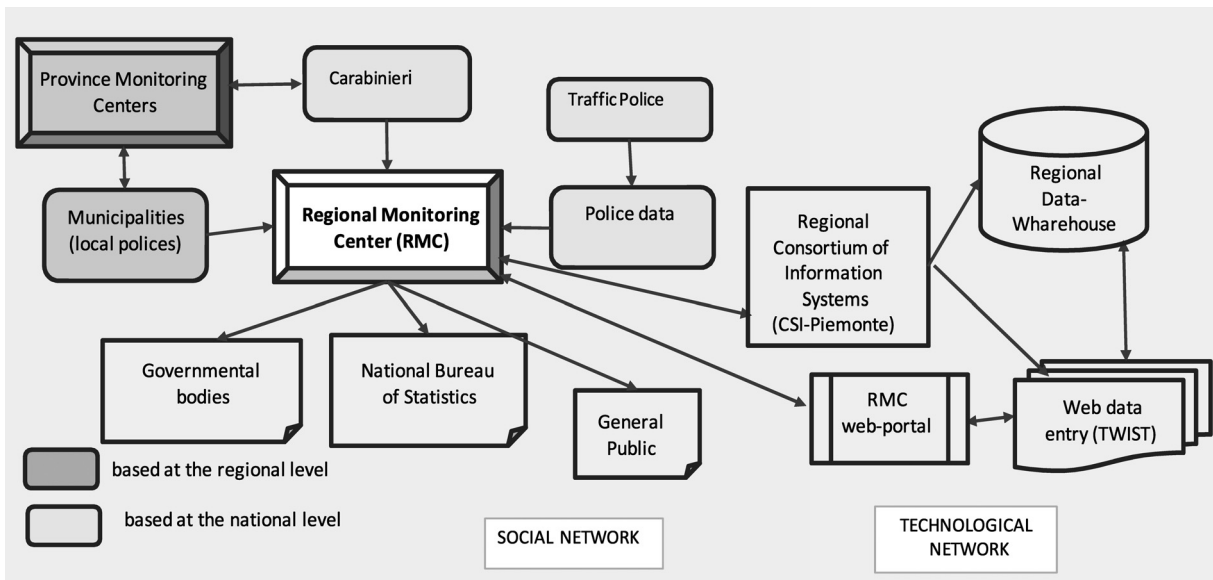 Province Monitoring
Centers
Carabinieri
Traffic Police
Municipalities
(local polices)
Regional Monitoring
Center (RMC)
Police data
Regional
Consortium of
Information
Systems
(CSI-Piemonte)
Regional
Data-
Wharehouse
Governmental
bodies
National Bureau
of Statistics
General
Public
RMC
web-portal
Web data
entry (TWIST)
based at the regional level
based at the national level
SOCIAL NETWORK
TECHNOLOGICAL
NETWORK